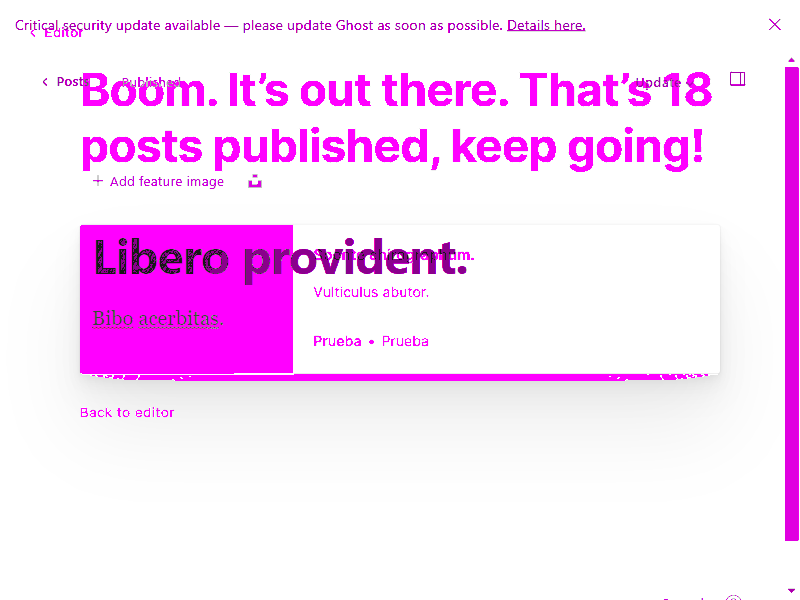 Critical security update available — please update Ghost as soon as possible. Details here.
Editor
Posts Published Update
Boom. It's out there. That's 18
posts published, keep going!
Add feature image
Libero provident.
Bibo acerbitas.
Vulticulus abutor.
Prueba • Prueba
Back to editor